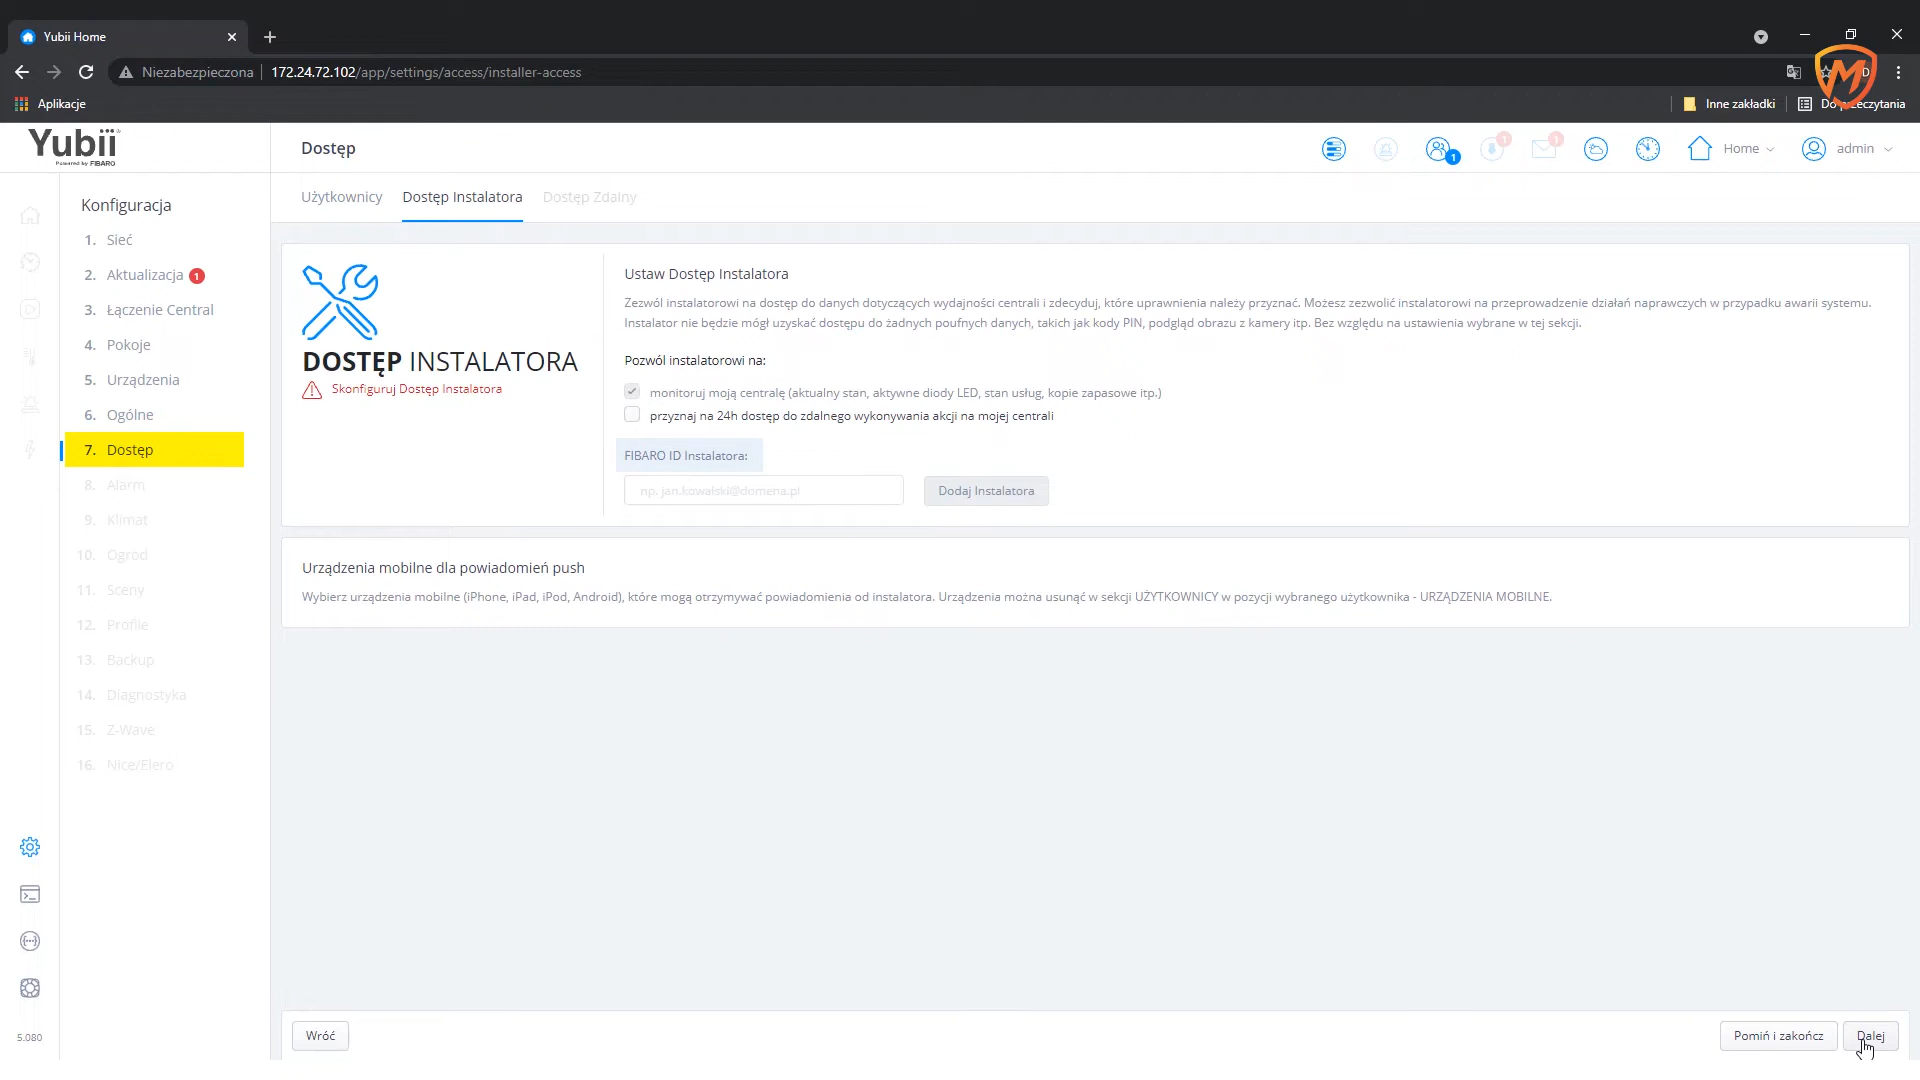 Yubii Home
Niezabezpieczona
172.24.72.102/app/settings/access/installer-access
Aplikacje
Inne zakładki
Yubii
Powered by FIBARO
Dostęp
1
1
1
Home
admin
Użytkownicy
Dostęp Instalatora
Dostęp Zdalny
Konfiguracja
1. Sieć
2. Aktualizacja 1
3. Łączenie Central
4. Pokoje
5. Urządzenia
6. Ogólne
7. Dostęp
8. Alarm
9. Klimat
10. Ogród
11. Sceny
12. Profile
13. Backup
14. Diagnostyka
15. Z-Wave
16. Nice/Elero
5.080
DOSTĘP INSTALATORA
Skonfiguruj Dostęp Instalatora
Ustaw Dostęp Instalatora
Zezwól instalatorowi na dostęp do danych dotyczących wydajności centrali i zdecyduj, które uprawnienia należy przyznać. Możesz zezwolić instalatorowi na przeprowadzenie działań naprawczych w przypadku awarii systemu.
Instalator nie będzie mógł uzyskać dostępu do żadnych poufnych danych, takich jak kody PIN, podgląd obrazu z kamery itp. Bez względu na ustawienia wybrane w tej sekcji.
Pozwól instalatorowi na:
monitoruj moją centralę (aktualny stan, aktywne diody LED, stan usług, kopie zapasowe itp.)
przyznaj na 24h dostęp do zdalnego wykonywania akcji na mojej centrali
FIBARO ID Instalatora:
np. jan.kowalski@domena.pl
Dodaj Instalatora
Urządzenia mobilne dla powiadomień push
Wybierz urządzenia mobilne (iPhone, iPad, iPod, Android), które mogą otrzymywać powiadomienia od instalatora. Urządzenia można usunąć w sekcji UŻYTKOWNICY w pozycji wybranego użytkownika - URZĄDZENIA MOBILNE.
Wróć
Pomiń i zakończ
Dalej